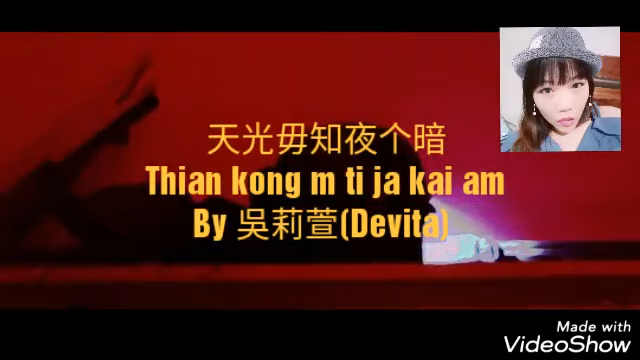 天光毋知夜个暗
Thian kong m ti ja kai am
By 吳莉萱(Devita)
Made with
VideoShow